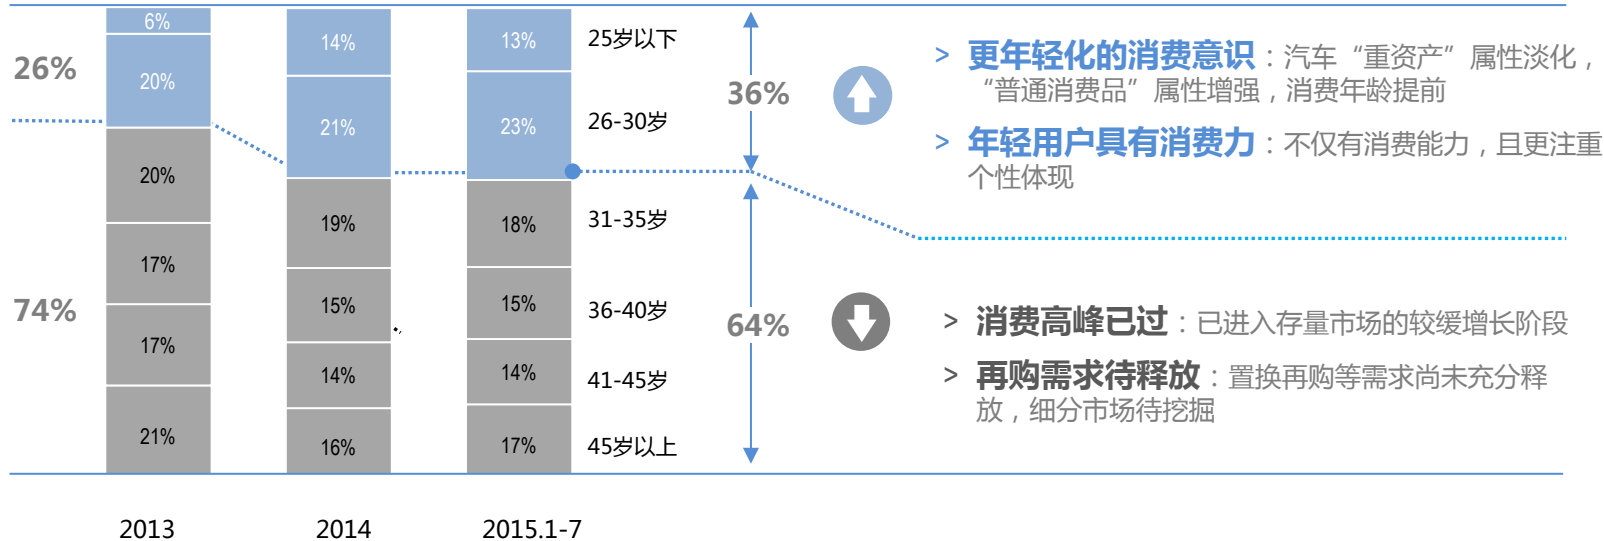 26%
74%
6%
20%
20%
17%
17%
21%
2013
14%
21%
19%
15%
14%
16%
2014
13%
23%
18%
15%
14%
17%
2015.1-7
25岁以下
26-30岁
31-35岁
36-40岁
41-45岁
45岁以上
36%
64%
> 更年轻化的消费意识：汽车“重资产”属性淡化，
“普通消费品”属性增强，消费年龄提前
> 年轻用户具有消费力：不仅有消费能力，且更注重
个性体现
> 消费高峰已过：已进入存量市场的较缓增长阶段
> 再购需求待释放：置换再购等需求尚未充分释
放，细分市场待挖掘